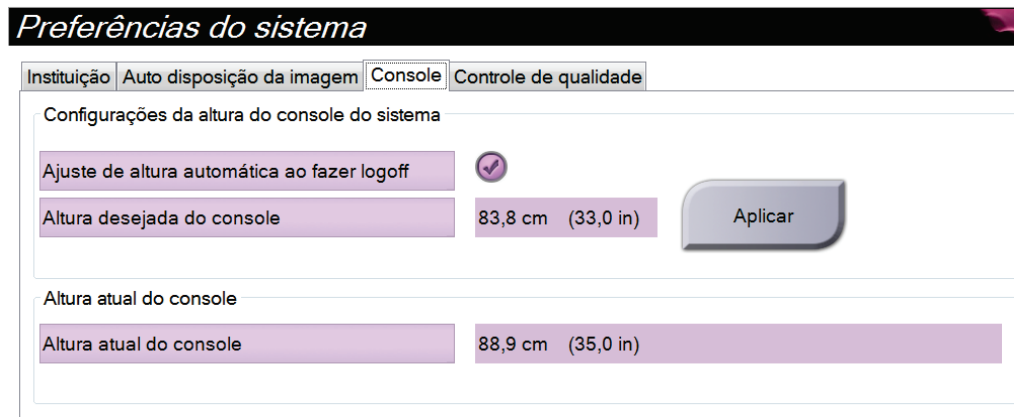 Preferências do sistema
Instituição Auto disposição da imagem Console Controle de qualidade
Configurações da altura do console do sistema
Ajuste de altura automática ao fazer logoff
Altura desejada do console 83,8 cm (33,0 in) Aplicar
Altura atual do console
Altura atual do console 88,9 cm (35,0 in)